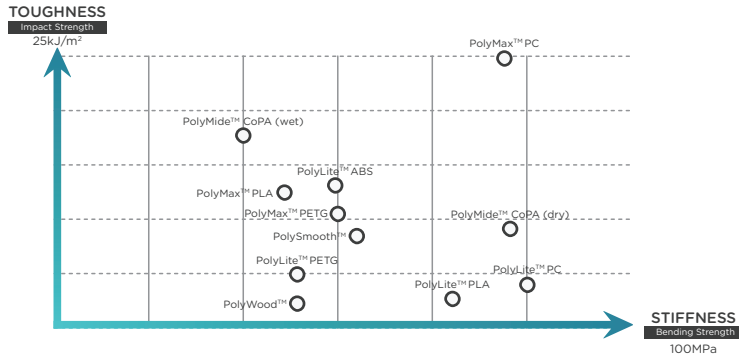 TOUGHNESS
Impact Strength
25kJ/m²
PolyMax™ PC
PolyMide™ CoPA (wet)
PolyLite™ ABS
PolyMax™ PLA
PolyMax™ PETG
PolyMide™ CoPA (dry)
PolySmooth™
PolyLite™ PETG
PolyLite™ PC
PolyLite™ PLA
PolyWood™
STIFFNESS
Bending Strength
100MPa